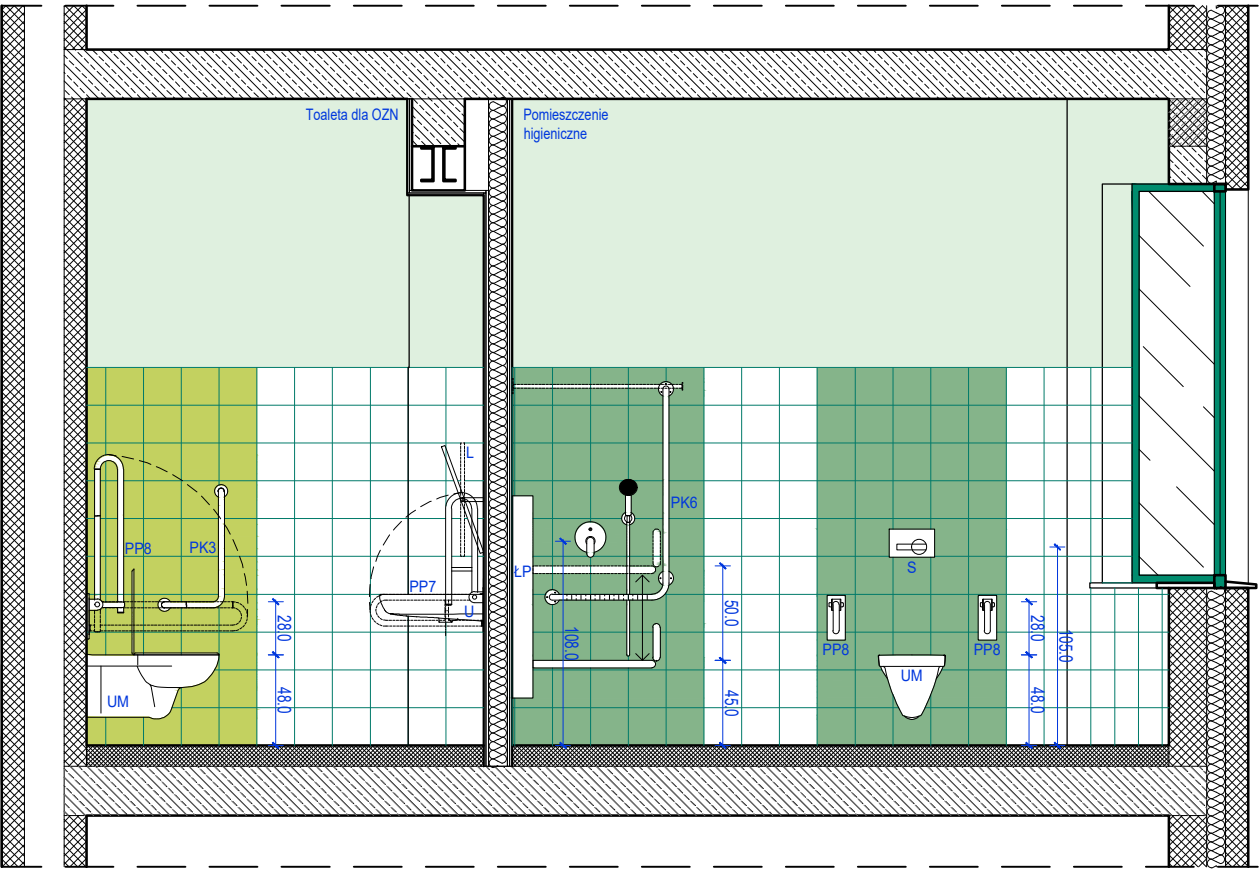 Toaleta dla OZN
Pomieszczenie
higieniczne
L
PP8
PK3
PP7
U
UM
28.0
48.0
ŁP
PK6
108.0
50.0
45.0
S
PP8
PP8
UM
28.0
48.0
105.0